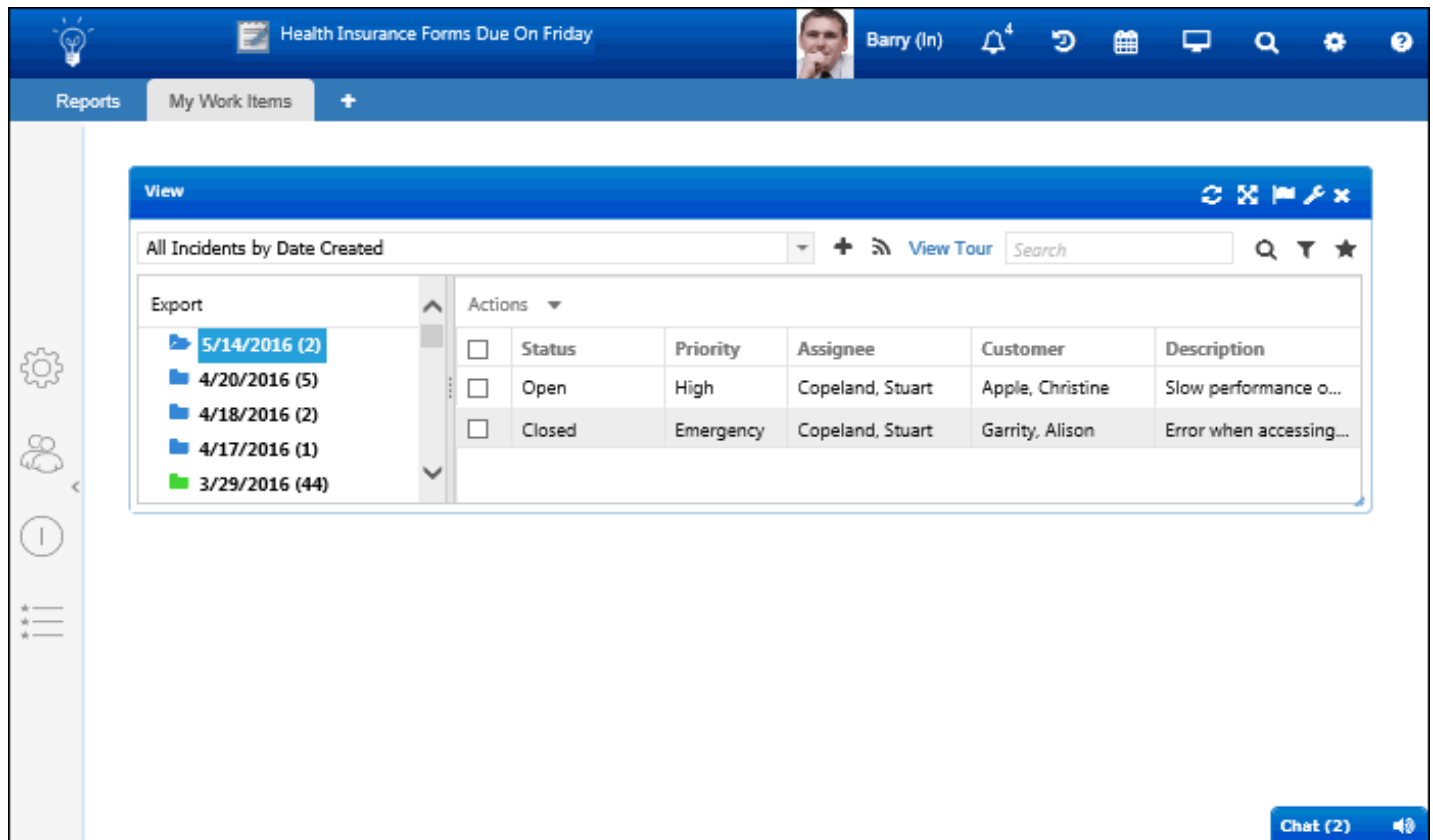 Health Insurance Forms Due On Friday
Barry (In)
4
Reports
My Work Items
View
All Incidents by Date Created
View Tour
Search
Export
5/14/2016 (2)
4/20/2016 (5)
4/18/2016 (2)
4/17/2016 (1)
3/29/2016 (44)
Actions
Status Priority Assignee Customer Description
Open High Copeland, Stuart Apple, Christine Slow performance o...
Closed Emergency Copeland, Stuart Garrity, Alison Error when accessing...
Chat (2)